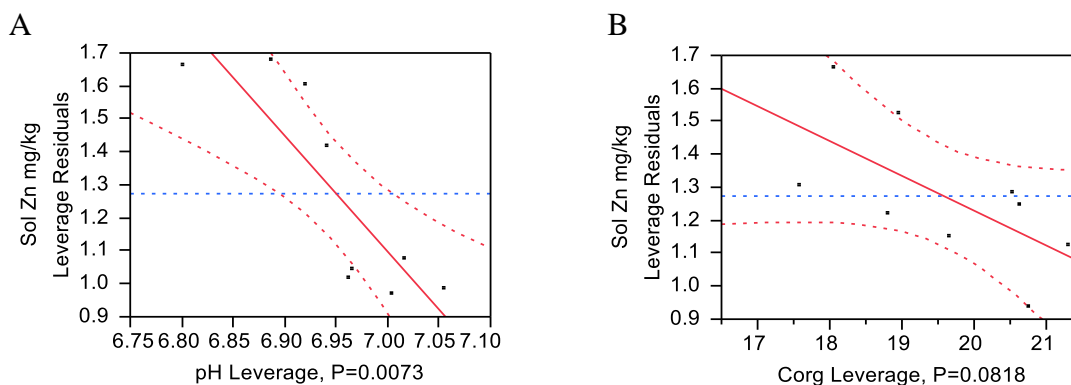 A
Sol Zn mg/kg
Leverage Residuals
1.7
1.6
1.5
1.4
1.3
1.2
1.1
1.0
0.9
6.75 6.80 6.85 6.90 6.95 7.00 7.05 7.10
pH Leverage, P=0.0073
B
Sol Zn mg/kg
Leverage Residuals
1.7
1.6
1.5
1.4
1.3
1.2
1.1
1.0
0.9
17 18 19 20 21
Corg Leverage, P=0.0818